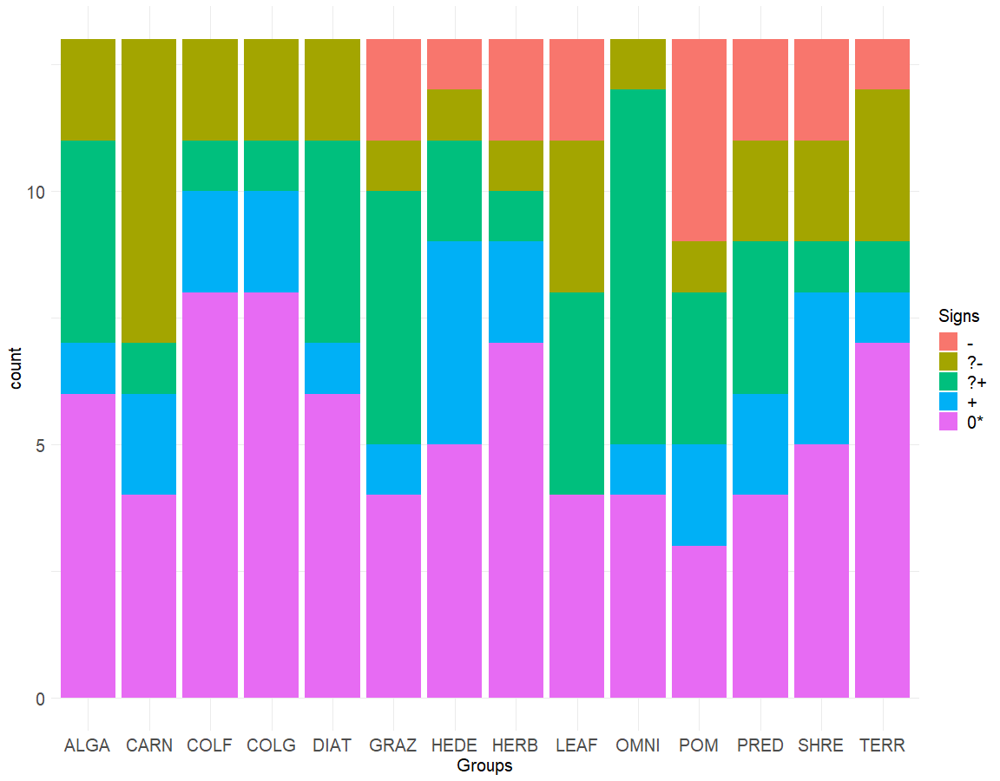 10
5
0
count
ALGA CARN COLF COLG DIAT GRAZ HEDE HERB LEAF OMNI POM PRED SHRE TERR
Groups
Signs
-
?-
?+
+
0*